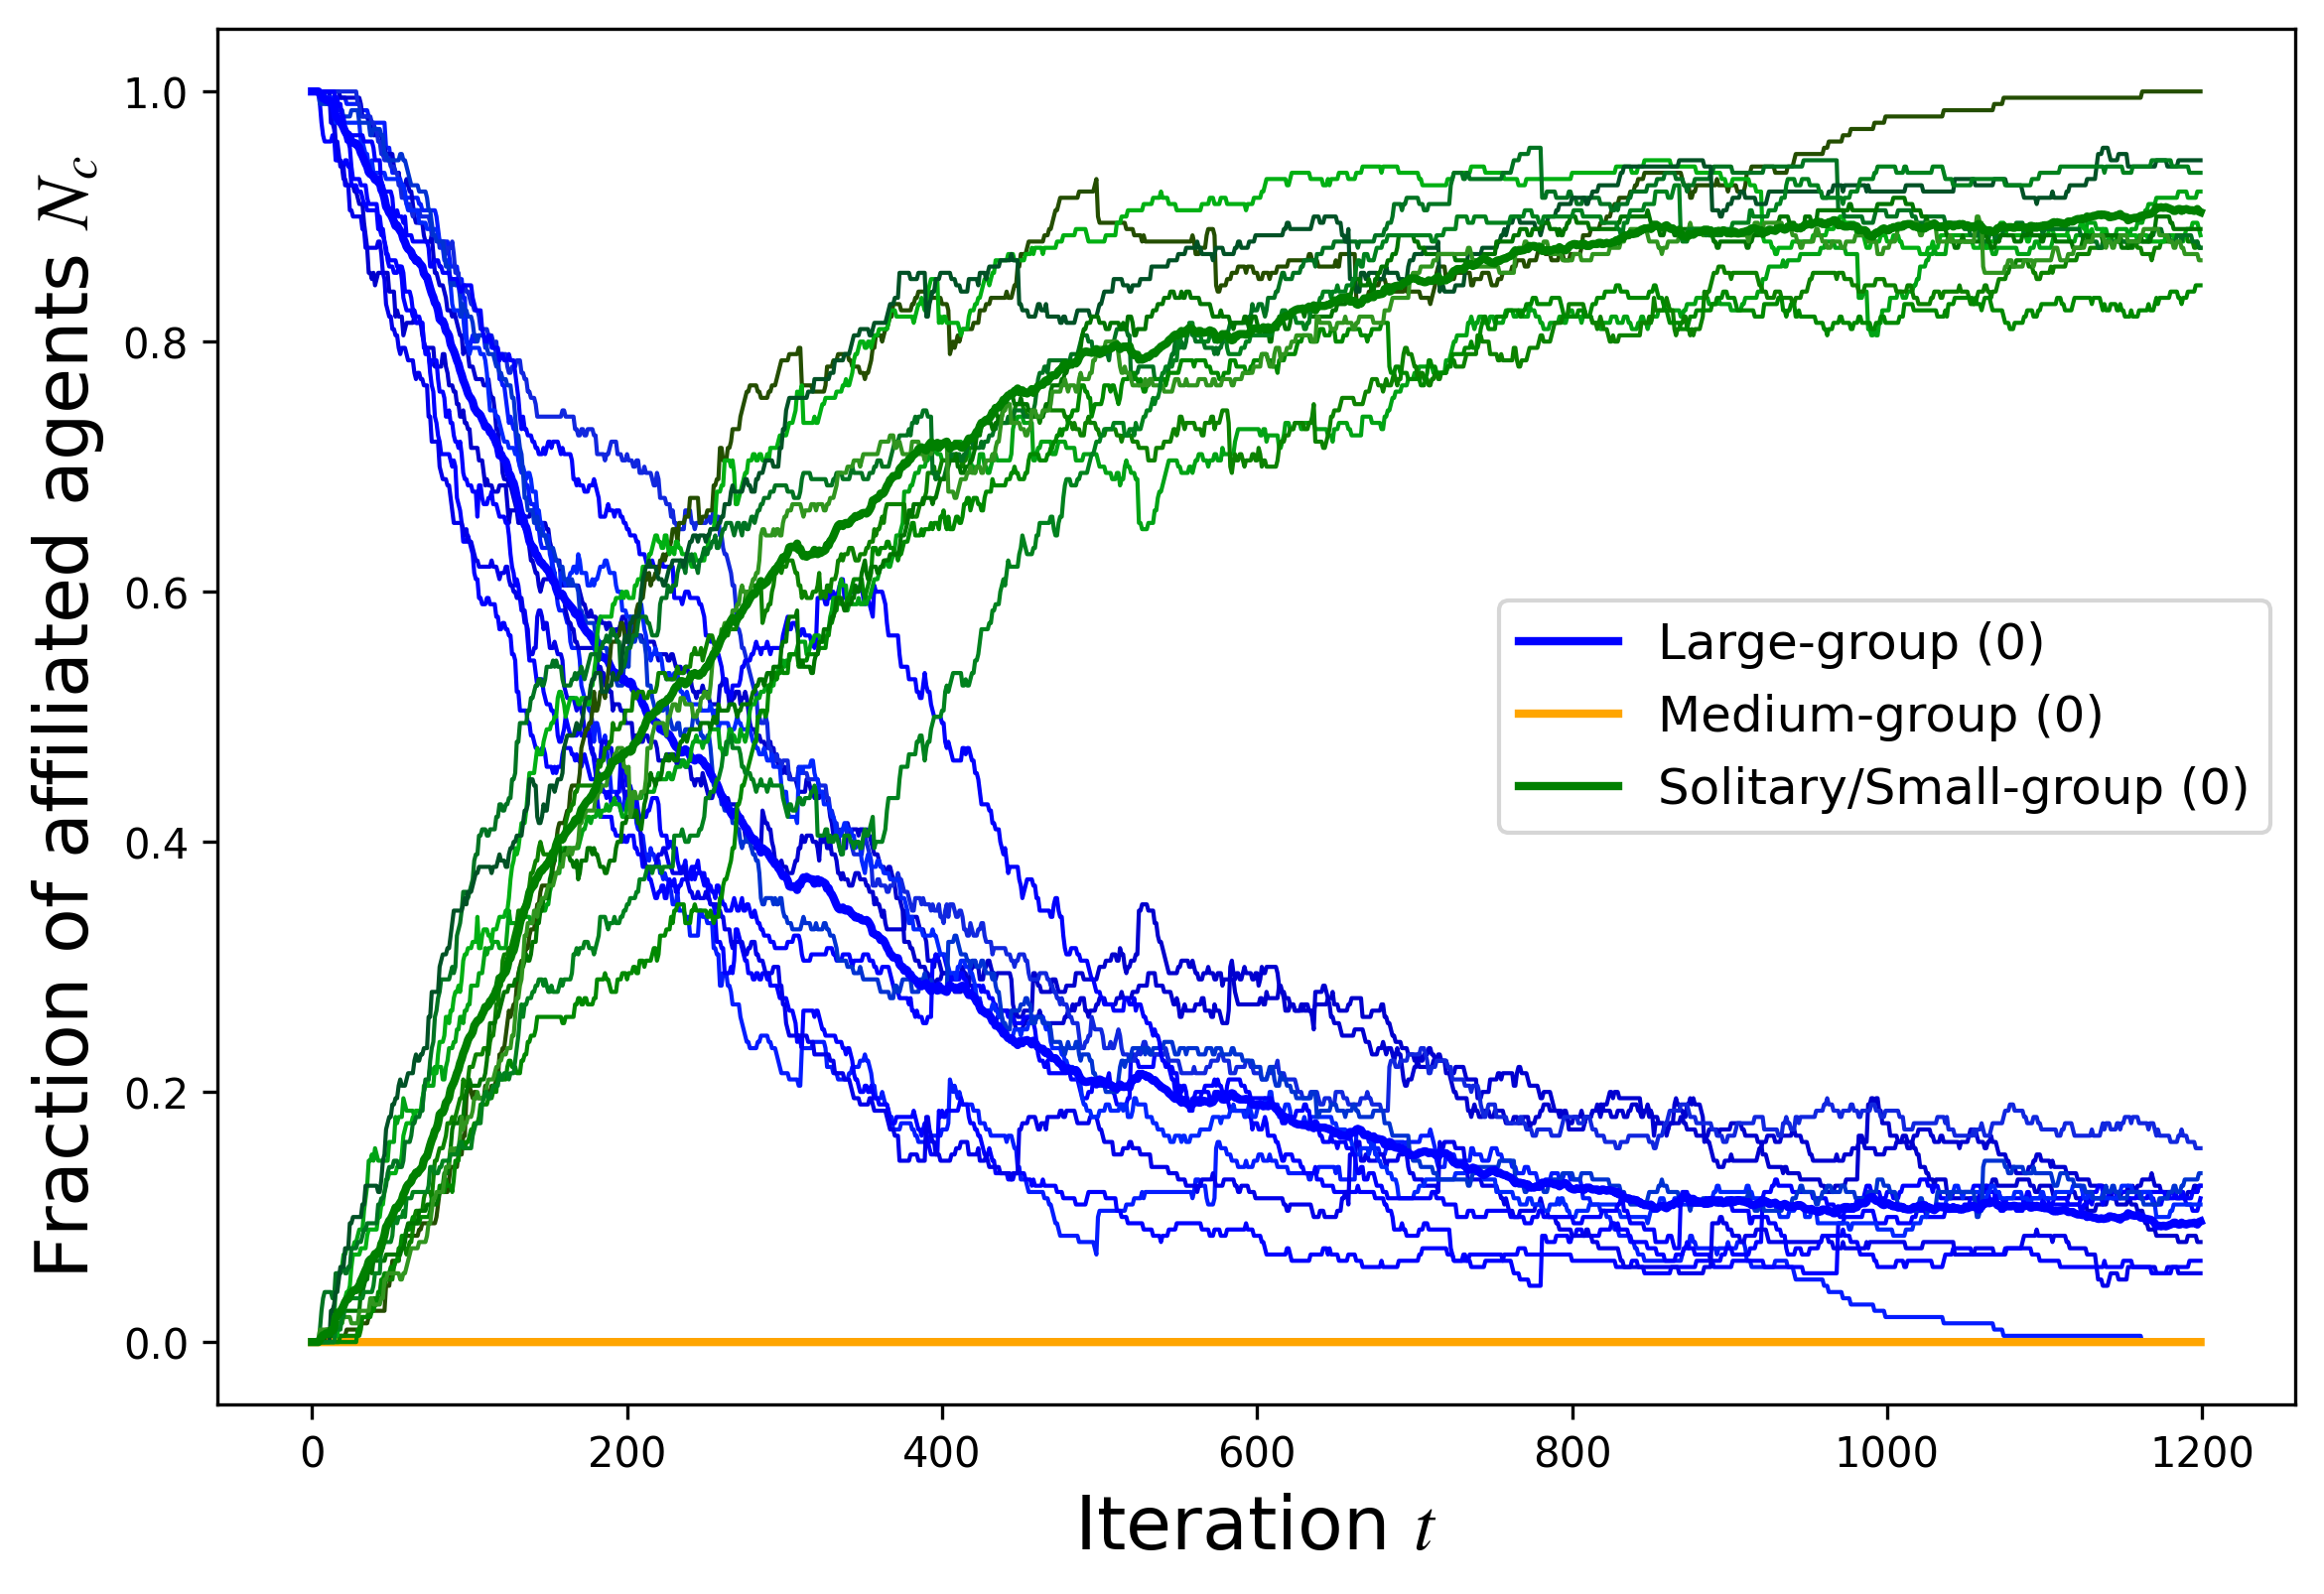 Fraction of affiliated agents N_c
1.0
0.8
0.6
0.4
0.2
0.0
Large-group (0)
Medium-group (0)
Solitary/Small-group (0)
0 200 400 600 800 1000 1200
Iteration t